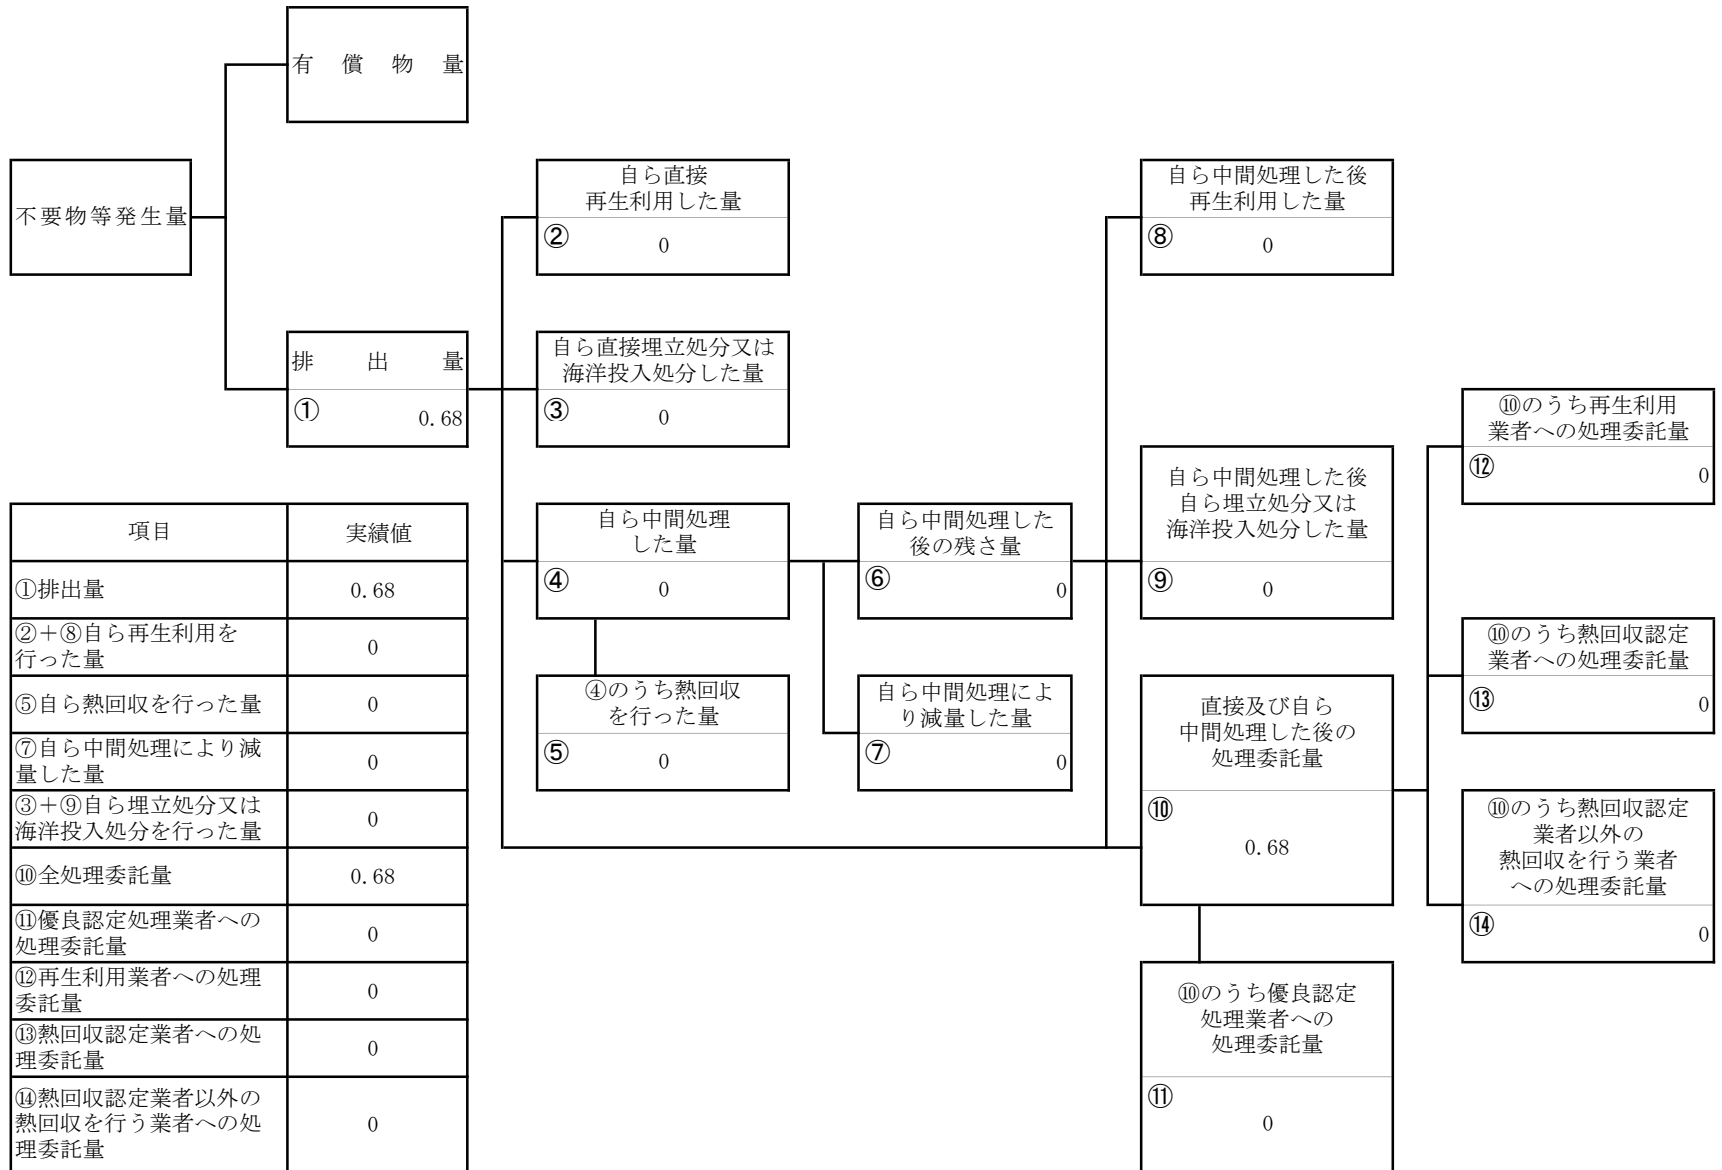 有償物量
不要物等発生量
排出量
①
0.68
自ら直接
再生利用した量
②
0
自ら直接埋立処分又は
海洋投入処分した量
③
0
自ら中間処理
した量
④
0
④のうち熱回収
を行った量
⑤
0
自ら中間処理した
後の残さ量
⑥
0
自ら中間処理によ
り減量した量
⑦
0
自ら中間処理した後
再生利用した量
⑧
0
自ら中間処理した後
自ら埋立処分又は
海洋投入処分した量
⑨
0
直接及び自ら
中間処理した後の
処理委託量
⑩
0.68
⑩のうち優良認定
処理業者への
処理委託量
⑪
0
⑩のうち再生利用
業者への処理委託量
⑫
0
⑩のうち熱回収認定
業者への処理委託量
⑬
0
⑩のうち熱回収認定
業者以外の
熱回収を行う業者
への処理委託量
⑭
0
項目 実績値
①排出量 0.68
②＋⑧自ら再生利用を
行った量 0
⑤自ら熱回収を行った量 0
⑦自ら中間処理により減
量した量 0
③＋⑨自ら埋立処分又は
海洋投入処分を行った量 0
⑩全処理委託量 0.68
⑪優良認定処理業者への
処理委託量 0
⑫再生利用業者への処理
委託量 0
⑬熱回収認定業者への処
理委託量 0
⑭熱回収認定業者以外の
熱回収を行う業者への処
理委託量 0